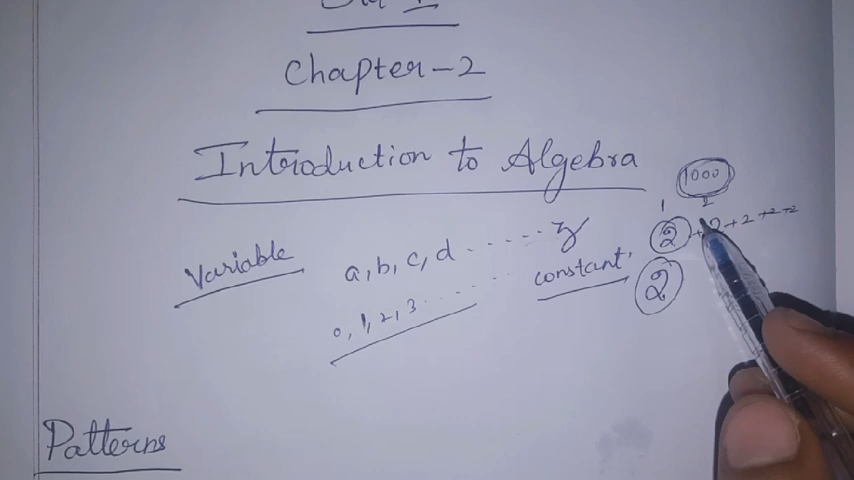 Chapter-2
Introduction to Algebra
1000
1 2
2 + 2 + 2 + 2 + 2
Variable a, b, c, d ...... z
0, 1, 2, 3 ....... constant.
2
Patterns